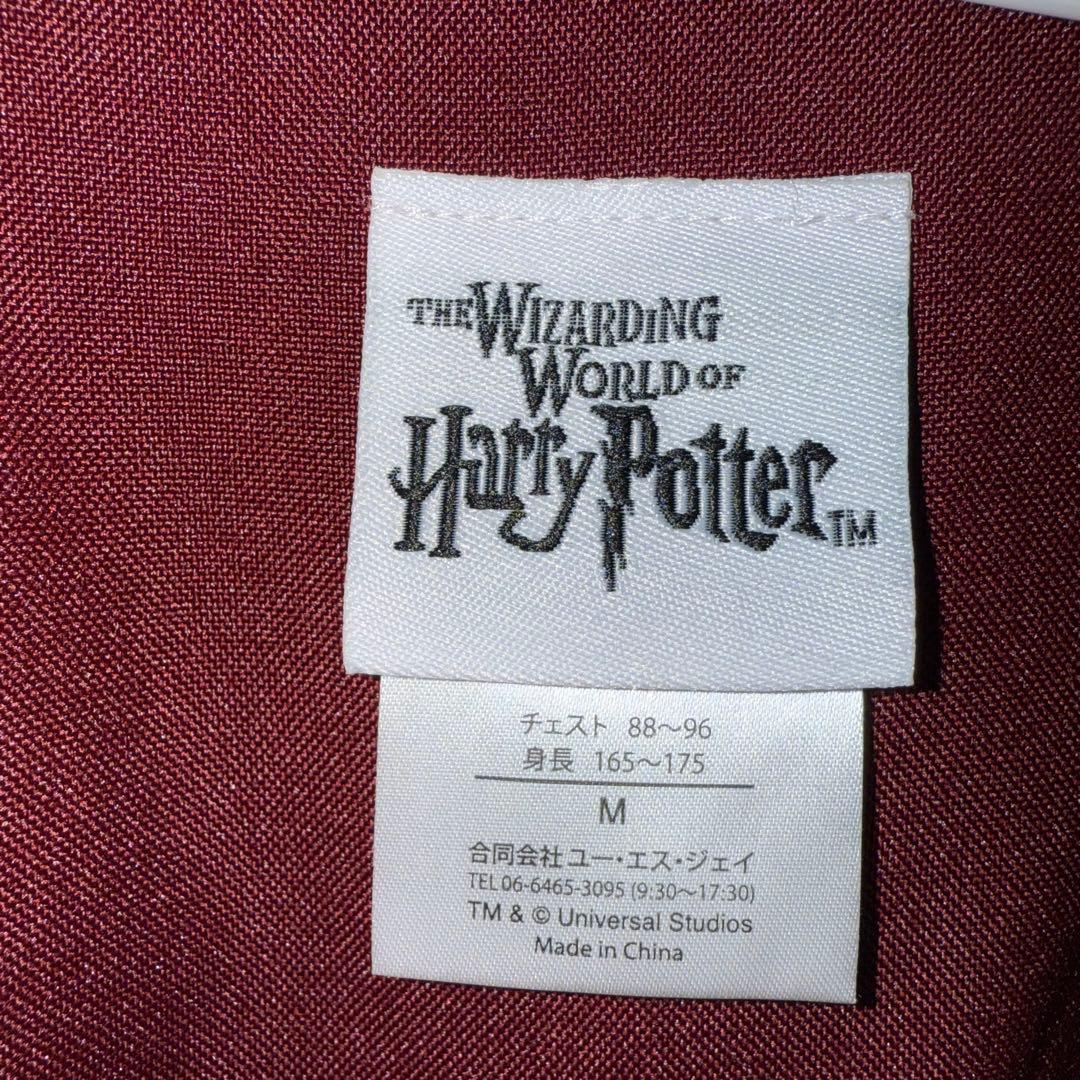 THE WIZARDING
WORLD OF
Harry Potter TM
チェスト 88～96
身長 165～175
M
合同会社ユー・エス・ジェイ
TEL 06-6465-3095 (9:30～17:30)
TM & © Universal Studios
Made in China